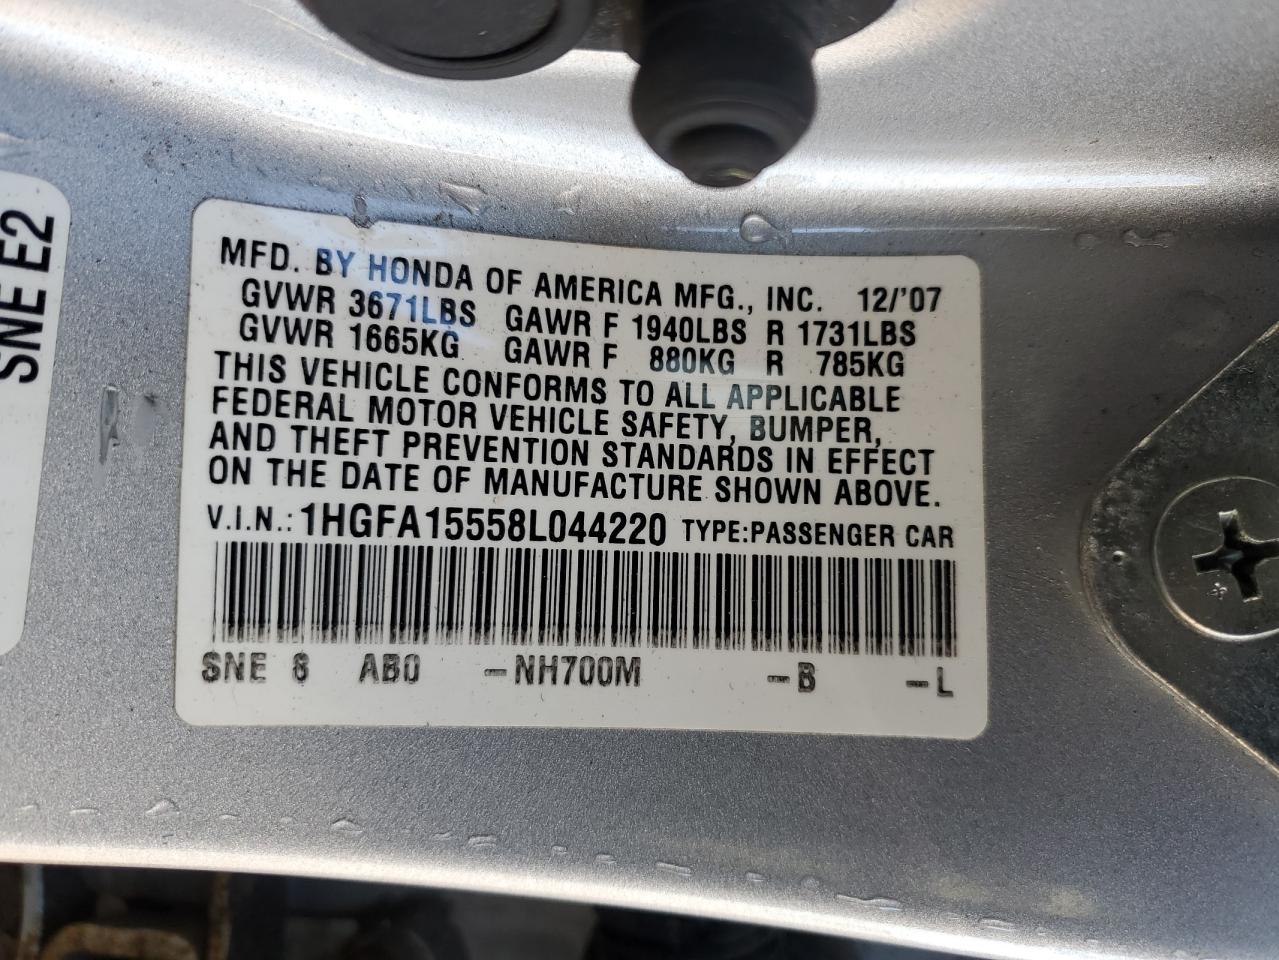 SNE E2
MFD. BY HONDA OF AMERICA MFG., INC. 12/'07
GVWR 3671LBS GAWR F 1940LBS R 1731LBS
GVWR 1665KG GAWR F 880KG R 785KG
THIS VEHICLE CONFORMS TO ALL APPLICABLE
FEDERAL MOTOR VEHICLE SAFETY, BUMPER,
AND THEFT PREVENTION STANDARDS IN EFFECT
ON THE DATE OF MANUFACTURE SHOWN ABOVE.
V.I.N.: 1HGFA15558L044220 TYPE:PASSENGER CAR
SNE 8 AB0 -NH700M -B -L